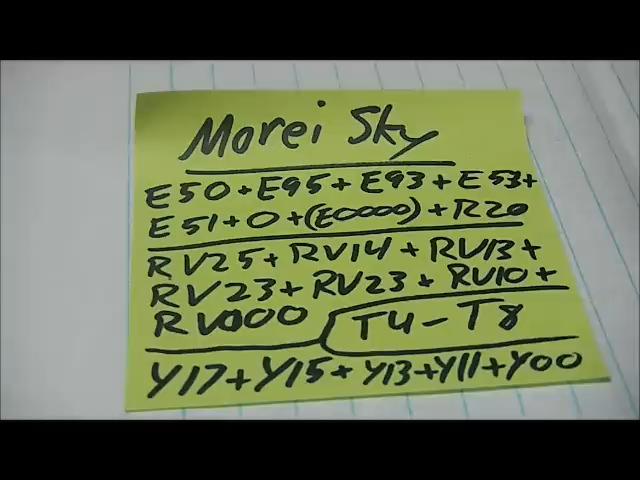 Morei Sky
E50+E95+E93+E53+
E51+0+(E0000)+R20
RV25+RV14+RV13+
RV23+RV23+RV10+
RV000
T4-T8
Y17+Y15+Y13+Y11+Y00